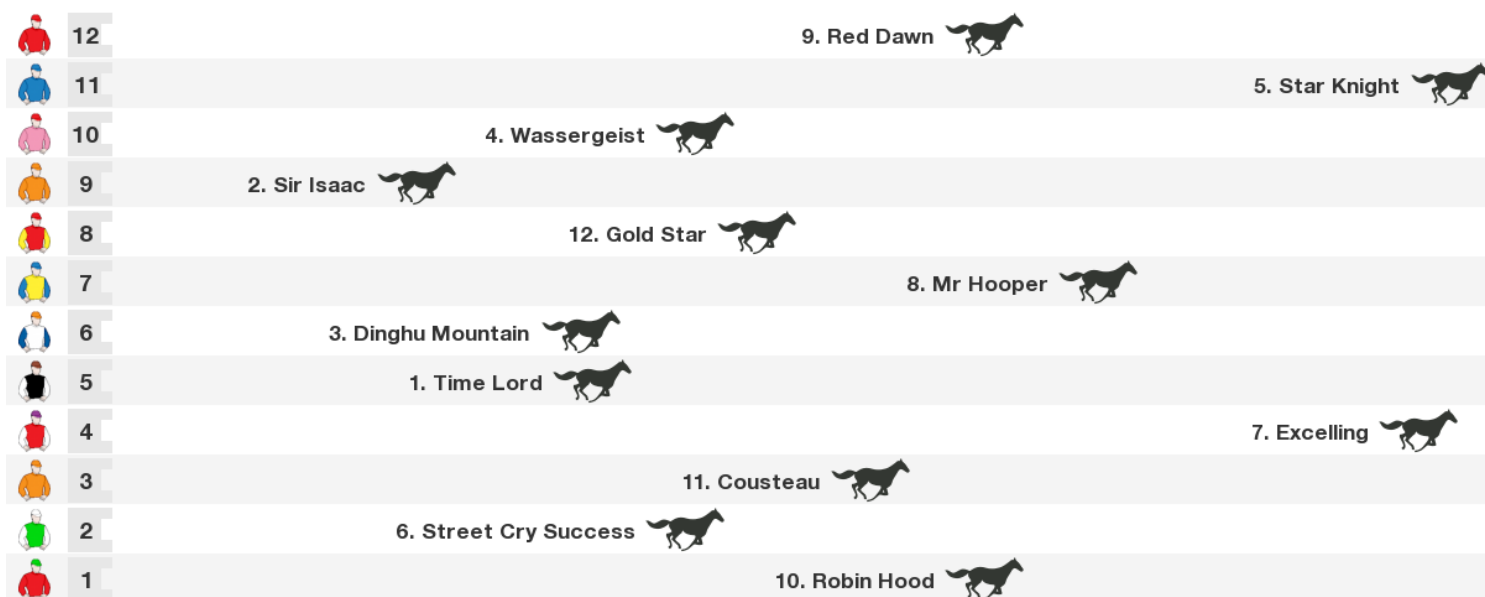 12 9. Red Dawn
11 5. Star Knight
10 4. Wassergeist
9 2. Sir Isaac
8 12. Gold Star
7 8. Mr Hooper
6 3. Dinghu Mountain
5 1. Time Lord
4 7. Excelling
3 11. Cousteau
2 6. Street Cry Success
1 10. Robin Hood